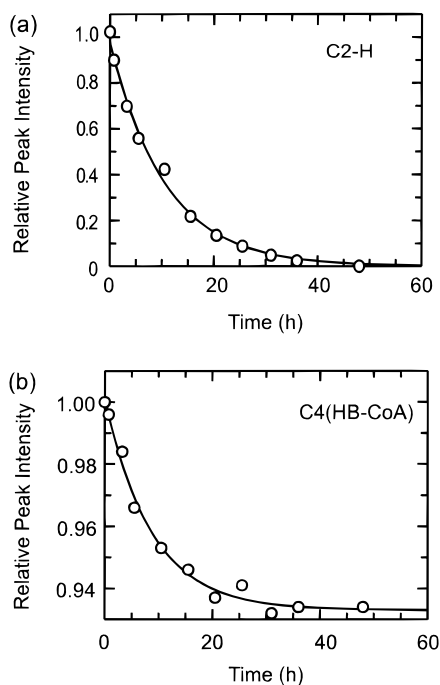 (a)
C2-H
Relative Peak Intensity
1.0
0.8
0.6
0.4
0.2
0
0 20 40 60
Time (h)
(b)
C4(HB-CoA)
Relative Peak Intensity
1.00
0.98
0.96
0.94
0 20 40 60
Time (h)